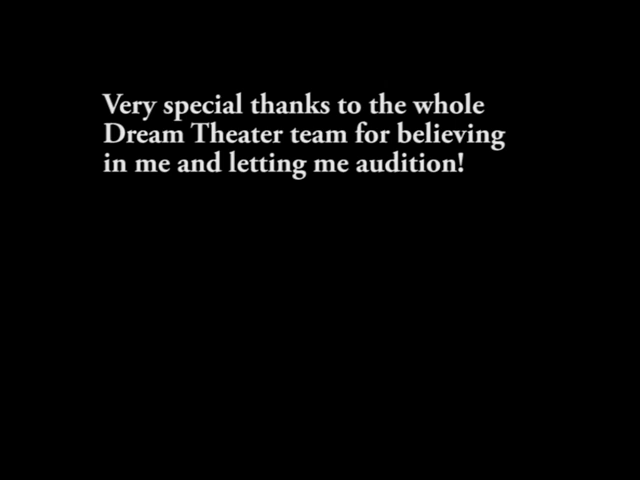 Very special thanks to the whole
Dream Theater team for believing
in me and letting me audition!